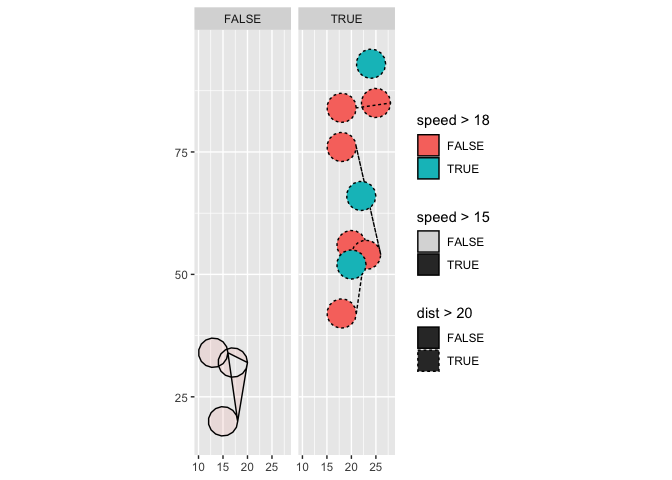 FALSE
TRUE
75
50
25
10 15 20 25
10 15 20 25
speed > 18
FALSE
TRUE
speed > 15
FALSE
TRUE
dist > 20
FALSE
TRUE